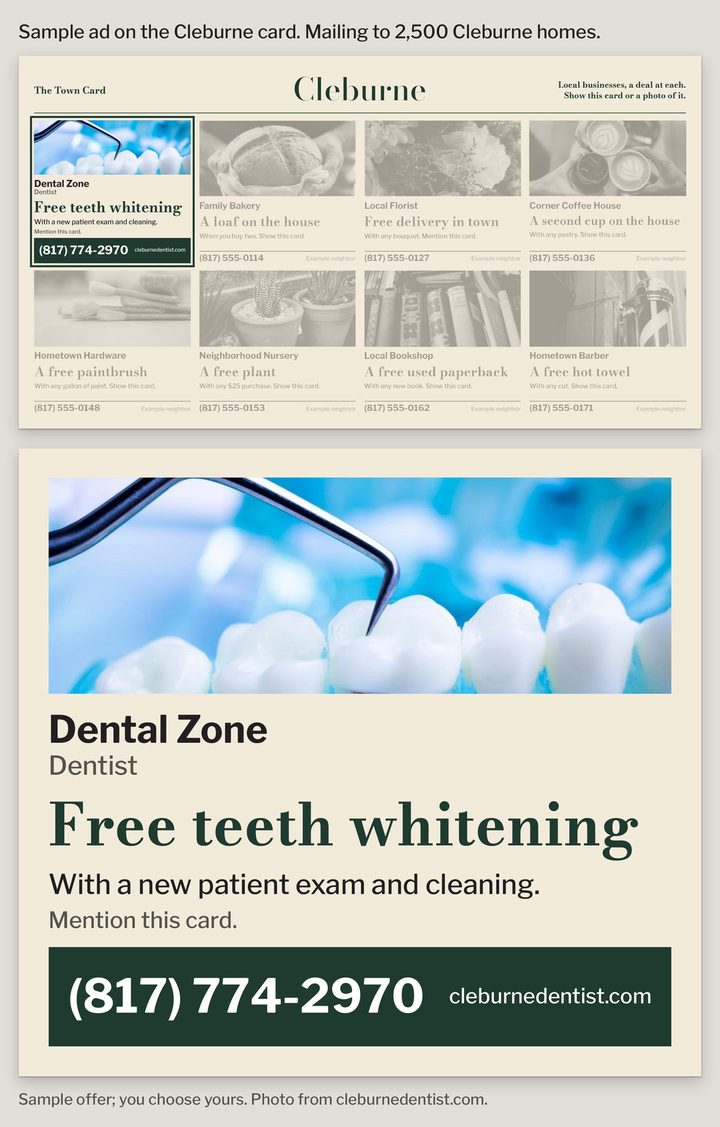 Sample ad on the Cleburne card. Mailing to 2,500 Cleburne homes.
The Town Card
Cleburne
Local businesses, a deal at each.
Show this card or a photo of it.
Dental Zone
Dentist
Free teeth whitening
With a new patient exam and cleaning.
Mention this card.
(817) 774-2970 cleburnedentist.com
Family Bakery
A loaf on the house
When you buy two. Show this card.
(817) 555-0114 Example neighbor
Local Florist
Free delivery in town
With any bouquet. Mention this card.
(817) 555-0127 Example neighbor
Corner Coffee House
A second cup on the house
With any pastry. Show this card.
(817) 555-0136 Example neighbor
Hometown Hardware
A free paintbrush
With any gallon of paint. Show this card.
(817) 555-0148 Example neighbor
Neighborhood Nursery
A free plant
With any $25 purchase. Show this card.
(817) 555-0153 Example neighbor
Local Bookshop
A free used paperback
With any new book. Show this card.
(817) 555-0162 Example neighbor
Hometown Barber
A free hot towel
With any cut. Show this card.
(817) 555-0171 Example neighbor
Dental Zone
Dentist
Free teeth whitening
With a new patient exam and cleaning.
Mention this card.
(817) 774-2970 cleburnedentist.com
Sample offer; you choose yours. Photo from cleburnedentist.com.